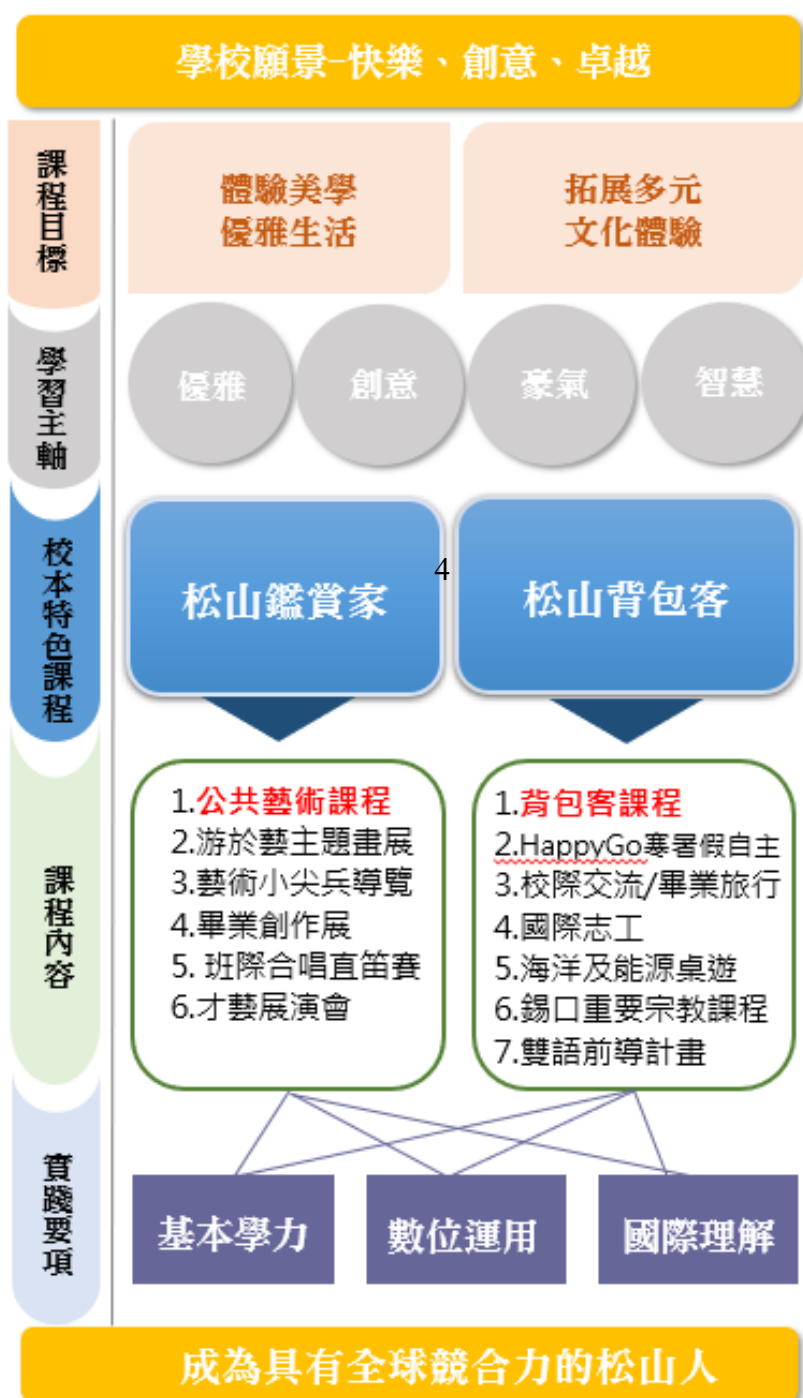 學校願景-快樂、創意、卓越
課程目標
體驗美學
優雅生活
拓展多元
文化體驗
學習主軸
優雅
創意
豪氣
智慧
校本特色課程
松山鑑賞家
4
松山背包客
課程內容
1.公共藝術課程
2.游於藝主題畫展
3.藝術小尖兵導覽
4.畢業創作展
5. 班際合唱直笛賽
6.才藝展演會
1.背包客課程
2.HappyGo寒暑假自主
3.校際交流/畢業旅行
4.國際志工
5.海洋及能源桌遊
6.錫口重要宗教課程
7.雙語前導計畫
實踐要項
基本學力
數位運用
國際理解
成為具有全球競合力的松山人